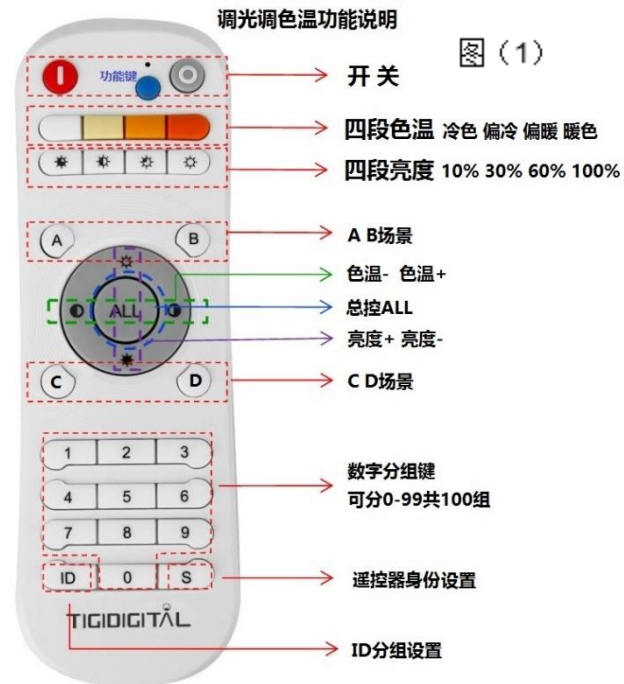 调光调色温功能说明
图（1）
功能键
开 关
四段色温 冷色 偏冷 偏暖 暖色
四段亮度 10% 30% 60% 100%
A
B
A B场景
色温- 色温+
ALL
总控ALL
亮度+ 亮度-
C
D
C D场景
1 2 3
4 5 6
7 8 9
数字分组键
可分0-99共100组
ID 0 S
遥控器身份设置
TIGIDIGITAL
ID分组设置